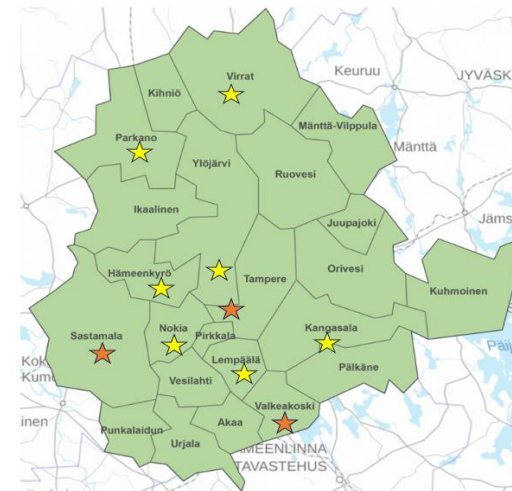 Virrat
Keuruu
JYVÄSK
Kihniö
Parkano
Mänttä-Vilppula
Mänttä
Ylöjärvi
Ruovesi
Ikaalinen
Juupajoki
Jäms
Hämeenkyrö
Tampere
Orivesi
Kuhmoinen
Sastamala
Nokia
Pirkkala
Kangasala
Kok
Kum
Lempäälä
Pälkäne
Päij
Vesilahti
Valkeakoski
inen
Punkalaidun
Akaa
Urjala
MEENLINNA
TAVASTEHUS